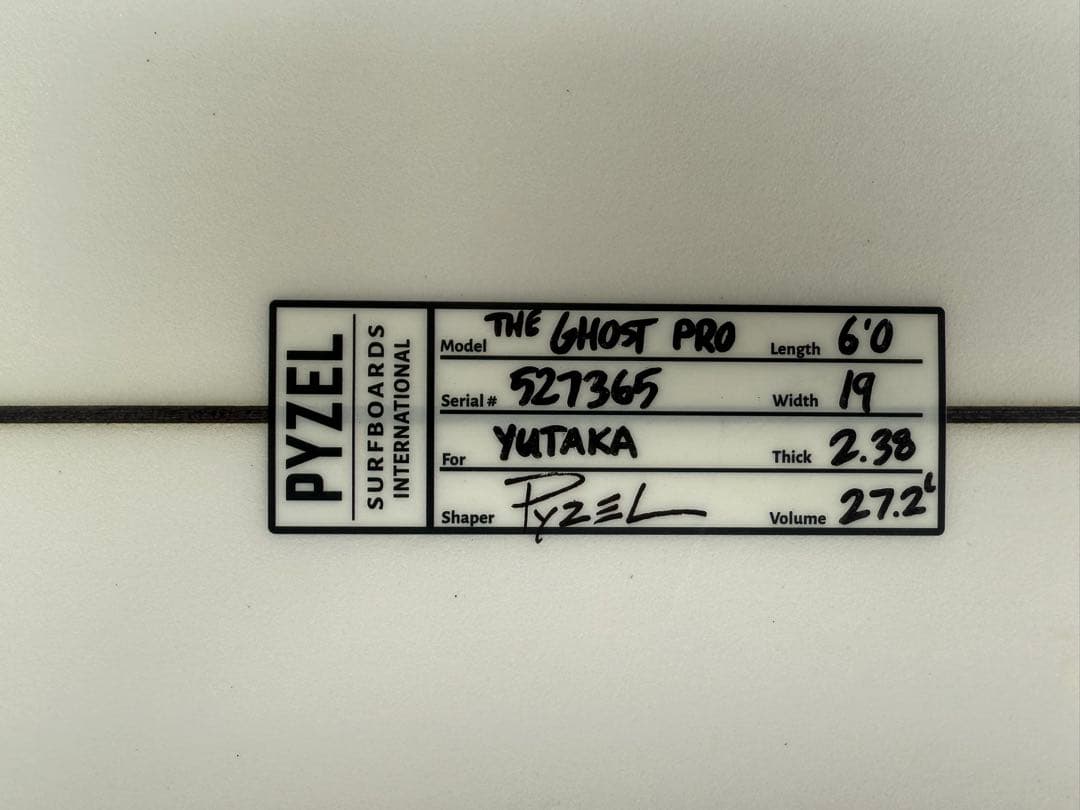 PYZEL
SURFBOARDS
INTERNATIONAL
Model THE GHOST PRO Length 6'0
Serial # 527365 Width 19
For YUTAKA Thick 2.38
Shaper PYZEL Volume 27.2L